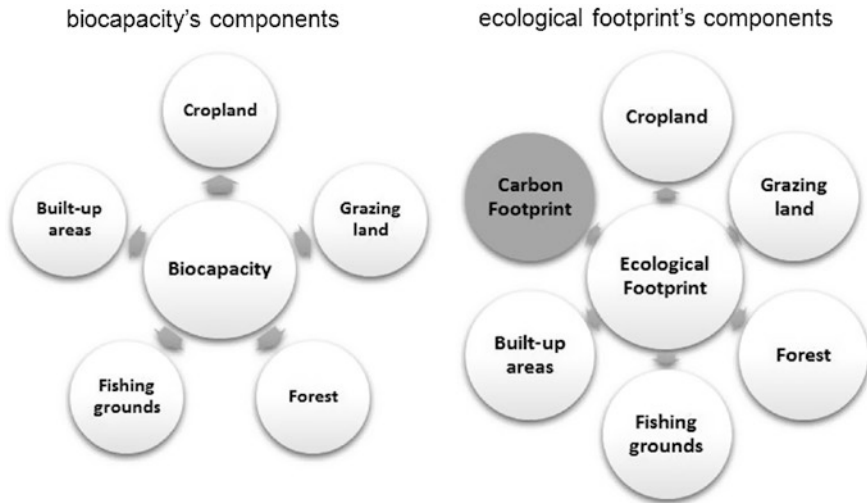 biocapacity's components
Cropland
Built-up
areas
Grazing
land
Biocapacity
Fishing
grounds
Forest
ecological footprint's components
Cropland
Carbon
Footprint
Grazing
land
Ecological
Footprint
Built-up
areas
Forest
Fishing
grounds